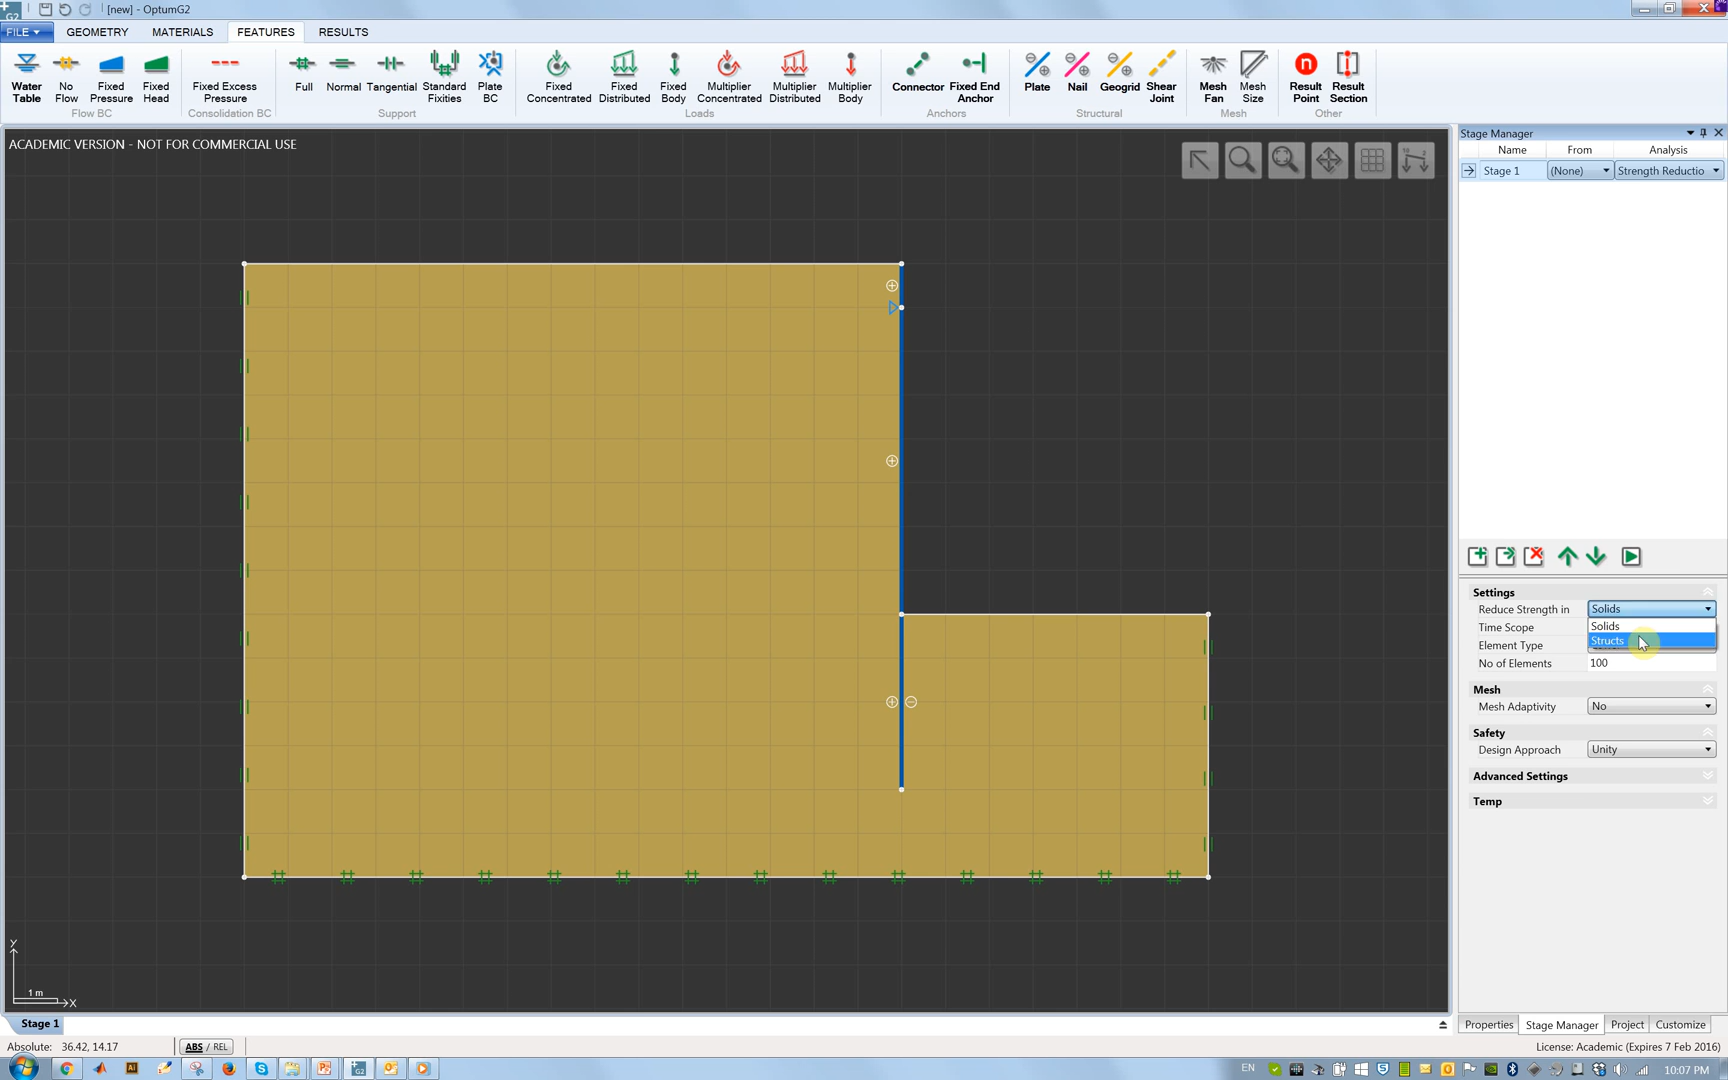 [new] - OptumG2
FILE GEOMETRY MATERIALS FEATURES RESULTS
Water Table No Flow Fixed Pressure Fixed Head Fixed Excess Pressure Full Normal Tangential Standard Fixities Plate BC Fixed Concentrated Fixed Distributed Fixed Body Multiplier Concentrated Multiplier Distributed Multiplier Body Connector Fixed End Anchor Plate Nail Geogrid Shear Joint Mesh Fan Mesh Size Result Point Result Section
Flow BC Consolidation BC Support Loads Anchors Structural Mesh Other
ACADEMIC VERSION - NOT FOR COMMERCIAL USE
Stage Manager
Name From Analysis
Stage 1 (None) Strength Reductio
Settings
Reduce Strength in Solids
Solids
Time Scope
Structs
Element Type
No of Elements 100
Mesh
Mesh Adaptivity No
Safety
Design Approach Unity
Advanced Settings
Temp
Y
1 m
X
Stage 1
Properties Stage Manager Project Customize
Absolute: 36.42, 14.17 ABS / REL
License: Academic (Expires 7 Feb 2016)
EN 10:07 PM